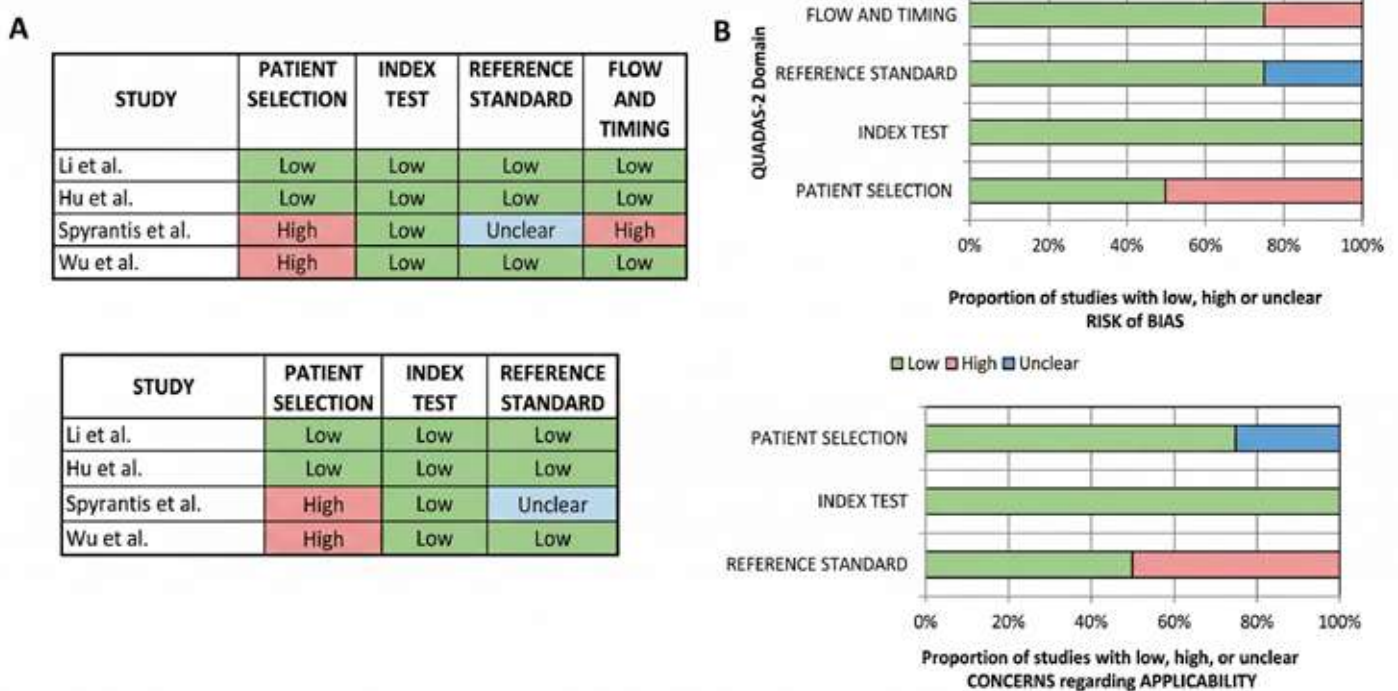 A
STUDY PATIENT SELECTION INDEX TEST REFERENCE STANDARD FLOW AND TIMING
Li et al. Low Low Low Low
Hu et al. Low Low Low Low
Spyrantis et al. High Low Unclear High
Wu et al. High Low Low Low
STUDY PATIENT SELECTION INDEX TEST REFERENCE STANDARD
Li et al. Low Low Low
Hu et al. Low Low Low
Spyrantis et al. High Low Unclear
Wu et al. High Low Low
B
QUADAS-2 Domain
FLOW AND TIMING
REFERENCE STANDARD
INDEX TEST
PATIENT SELECTION
0% 20% 40% 60% 80% 100%
Proportion of studies with low, high or unclear
RISK of BIAS
Low High Unclear
PATIENT SELECTION
INDEX TEST
REFERENCE STANDARD
0% 20% 40% 60% 80% 100%
Proportion of studies with low, high, or unclear
CONCERNS regarding APPLICABILITY